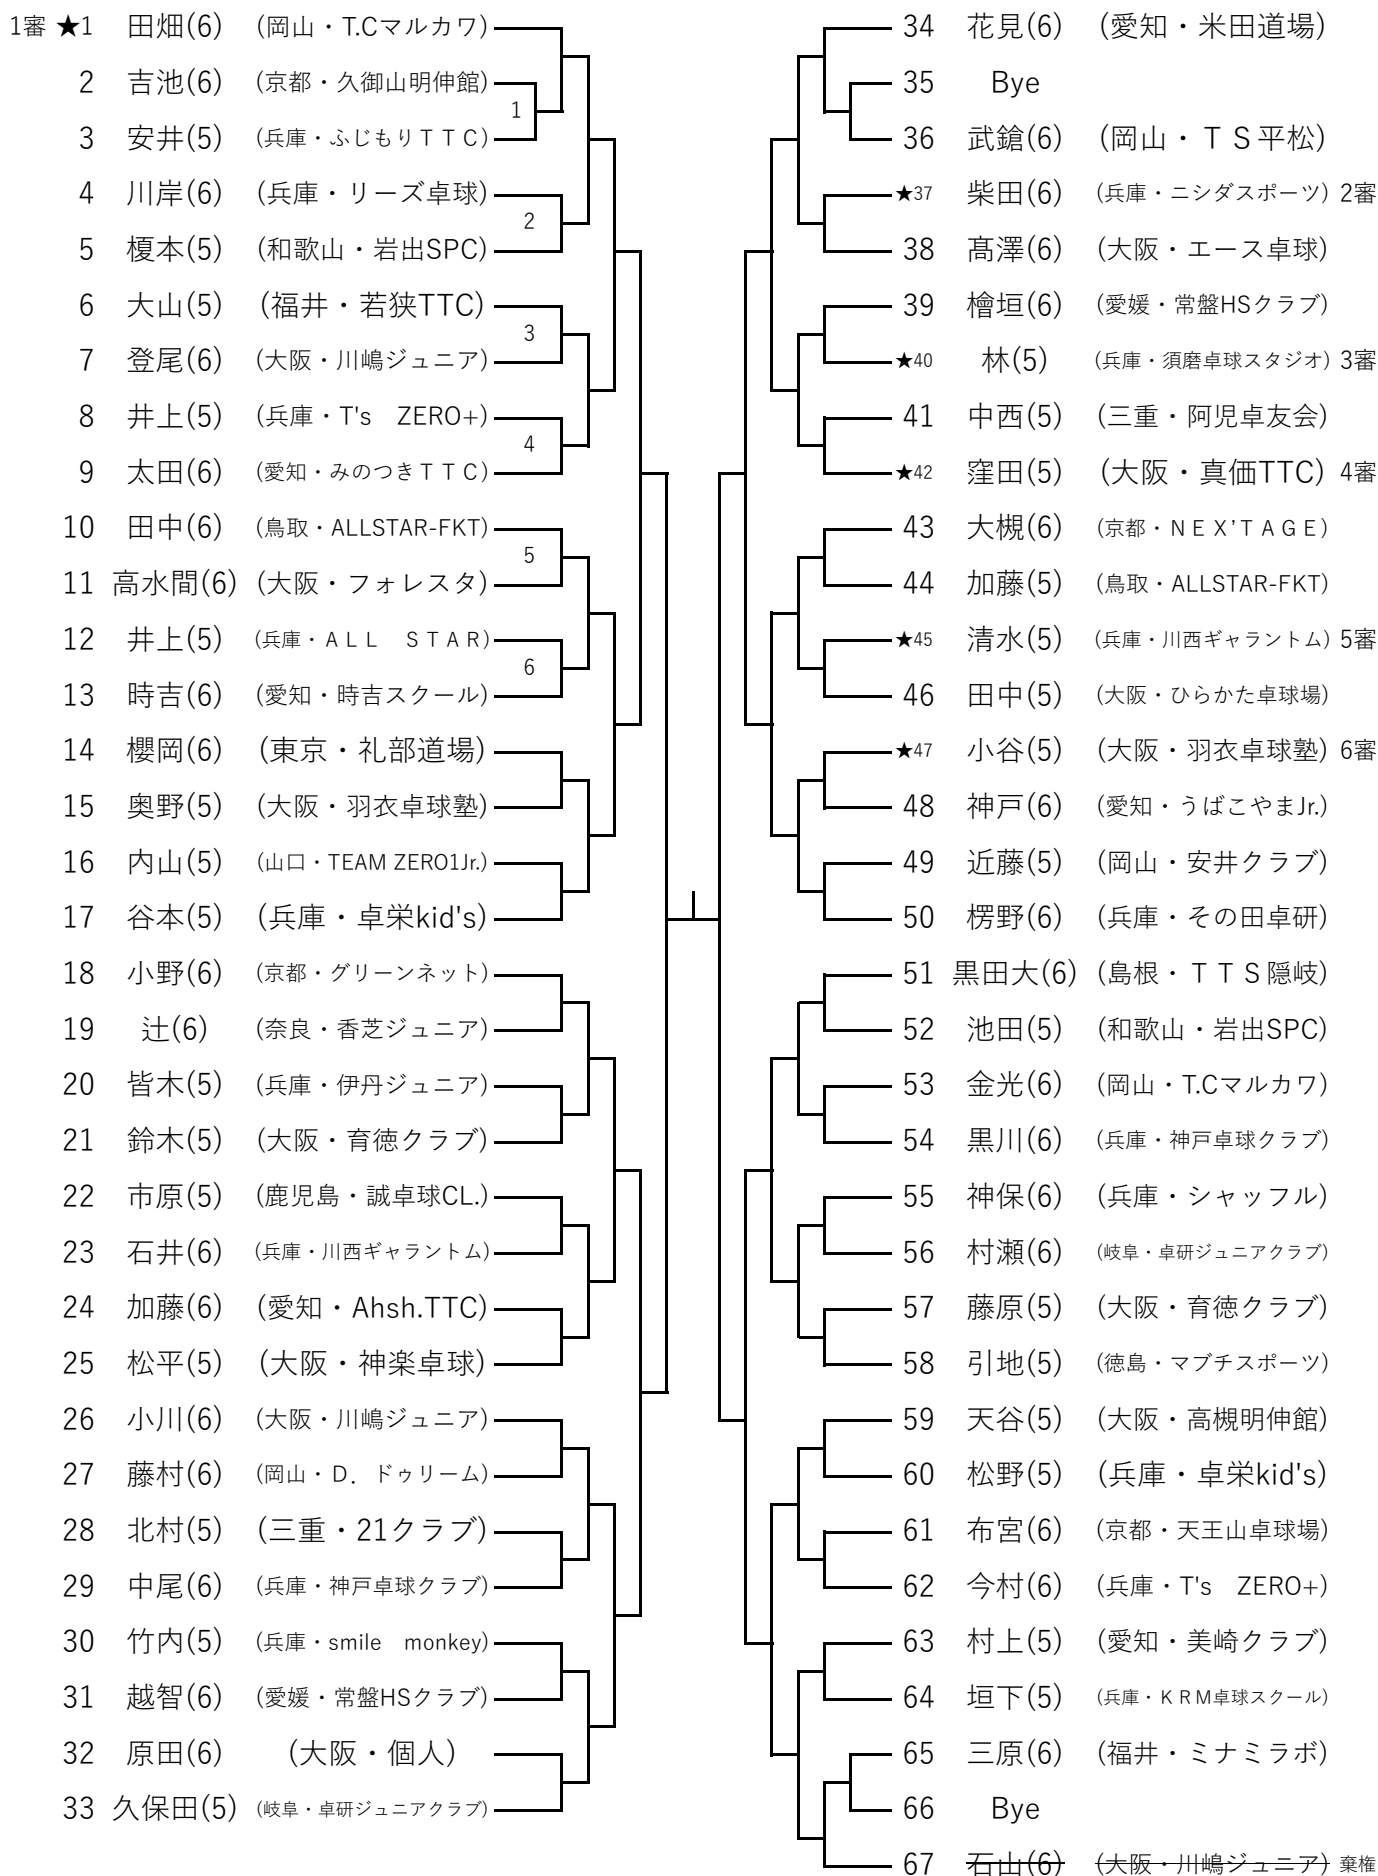 1審 ★1 田畑(6) (岡山・T.Cマルカワ)
2 吉池(6) (京都・久御山明伸館)
1
3 安井(5) (兵庫・ふじもりＴＴＣ)
4 川岸(6) (兵庫・リーズ卓球)
2
5 榎本(5) (和歌山・岩出SPC)
6 大山(5) (福井・若狭TTC)
3
7 登尾(6) (大阪・川嶋ジュニア)
8 井上(5) (兵庫・T's　ZERO+)
4
9 太田(6) (愛知・みのつきＴＴＣ)
10 田中(6) (鳥取・ALLSTAR-FKT)
5
11 高水間(6) (大阪・フォレスタ)
12 井上(5) (兵庫・ＡＬＬ　ＳＴＡＲ)
6
13 時吉(6) (愛知・時吉スクール)
14 櫻岡(6) (東京・礼部道場)
15 奥野(5) (大阪・羽衣卓球塾)
16 内山(5) (山口・TEAM ZERO1Jr.)
17 谷本(5) (兵庫・卓栄kid's)
18 小野(6) (京都・グリーンネット)
19 辻(6) (奈良・香芝ジュニア)
20 皆木(5) (兵庫・伊丹ジュニア)
21 鈴木(5) (大阪・育徳クラブ)
22 市原(5) (鹿児島・誠卓球CL.)
23 石井(6) (兵庫・川西ギャラントム)
24 加藤(6) (愛知・Ahsh.TTC)
25 松平(5) (大阪・神楽卓球)
26 小川(6) (大阪・川嶋ジュニア)
27 藤村(6) (岡山・Ｄ．ドゥリーム)
28 北村(5) (三重・21クラブ)
29 中尾(6) (兵庫・神戸卓球クラブ)
30 竹内(5) (兵庫・smile　monkey)
31 越智(6) (愛媛・常盤HSクラブ)
32 原田(6) (大阪・個人)
33 久保田(5) (岐阜・卓研ジュニアクラブ)
34 花見(6) (愛知・米田道場)
35 Bye
36 武鎗(6) (岡山・ＴＳ平松)
★37 柴田(6) (兵庫・ニシダスポーツ) 2審
38 髙澤(6) (大阪・エース卓球)
39 檜垣(6) (愛媛・常盤HSクラブ)
★40 林(5) (兵庫・須磨卓球スタジオ) 3審
41 中西(5) (三重・阿児卓友会)
★42 窪田(5) (大阪・真価TTC) 4審
43 大槻(6) (京都・ＮＥＸ’ＴＡＧＥ)
44 加藤(5) (鳥取・ALLSTAR-FKT)
★45 清水(5) (兵庫・川西ギャラントム) 5審
46 田中(5) (大阪・ひらかた卓球場)
★47 小谷(5) (大阪・羽衣卓球塾) 6審
48 神戸(6) (愛知・うばこやまJr.)
49 近藤(5) (岡山・安井クラブ)
50 楞野(6) (兵庫・その田卓研)
51 黒田大(6) (島根・ＴＴＳ隠岐)
52 池田(5) (和歌山・岩出SPC)
53 金光(6) (岡山・T.Cマルカワ)
54 黒川(6) (兵庫・神戸卓球クラブ)
55 神保(6) (兵庫・シャッフル)
56 村瀬(6) (岐阜・卓研ジュニアクラブ)
57 藤原(5) (大阪・育徳クラブ)
58 引地(5) (徳島・マブチスポーツ)
59 天谷(5) (大阪・高槻明伸館)
60 松野(5) (兵庫・卓栄kid's)
61 布宮(6) (京都・天王山卓球場)
62 今村(6) (兵庫・T's　ZERO+)
63 村上(5) (愛知・美崎クラブ)
64 垣下(5) (兵庫・ＫＲＭ卓球スクール)
65 三原(6) (福井・ミナミラボ)
66 Bye
67 石山(6) (大阪・川嶋ジュニア) 棄権